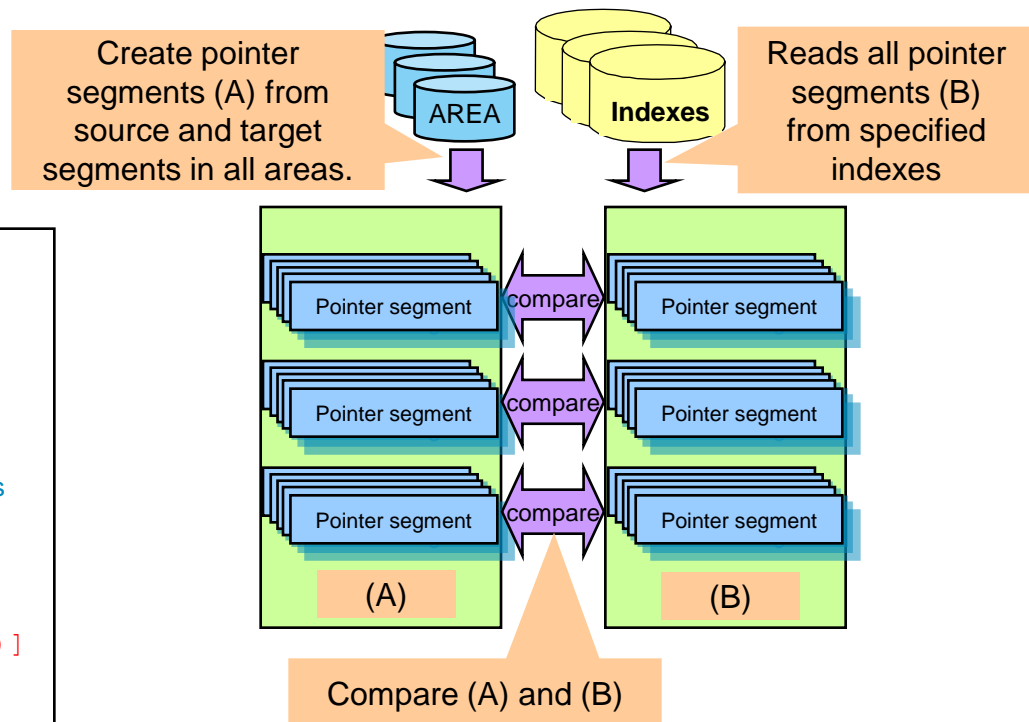 Create pointer
segments (A) from
source and target
segments in all areas.
AREA
Indexes
Reads all pointer
segments (B)
from specified
indexes
Pointer segment
compare
Pointer segment
Pointer segment
compare
Pointer segment
s
Pointer segment
compare
Pointer segment
(A)
(B)
]
Compare (A) and (B)